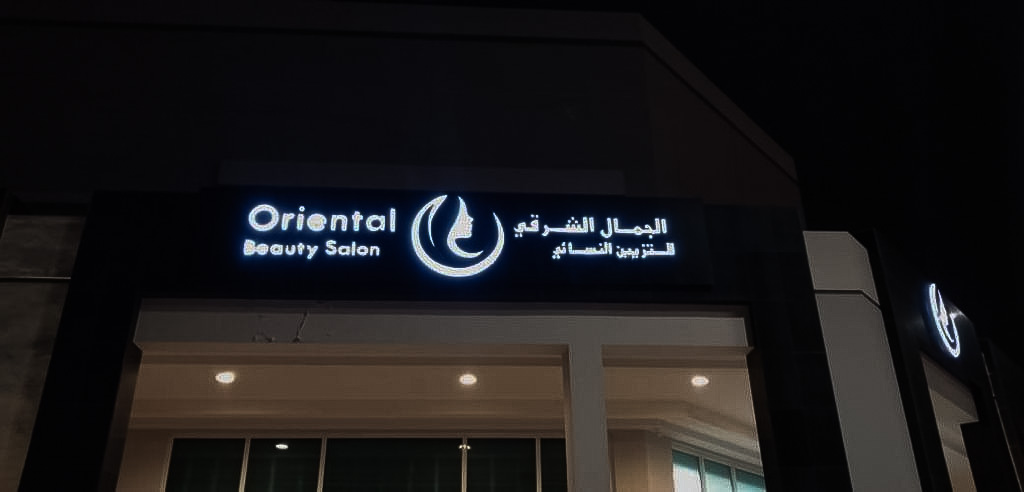 Oriental
Beauty Salon
الجمال الشرقي
للتزيين النسائي